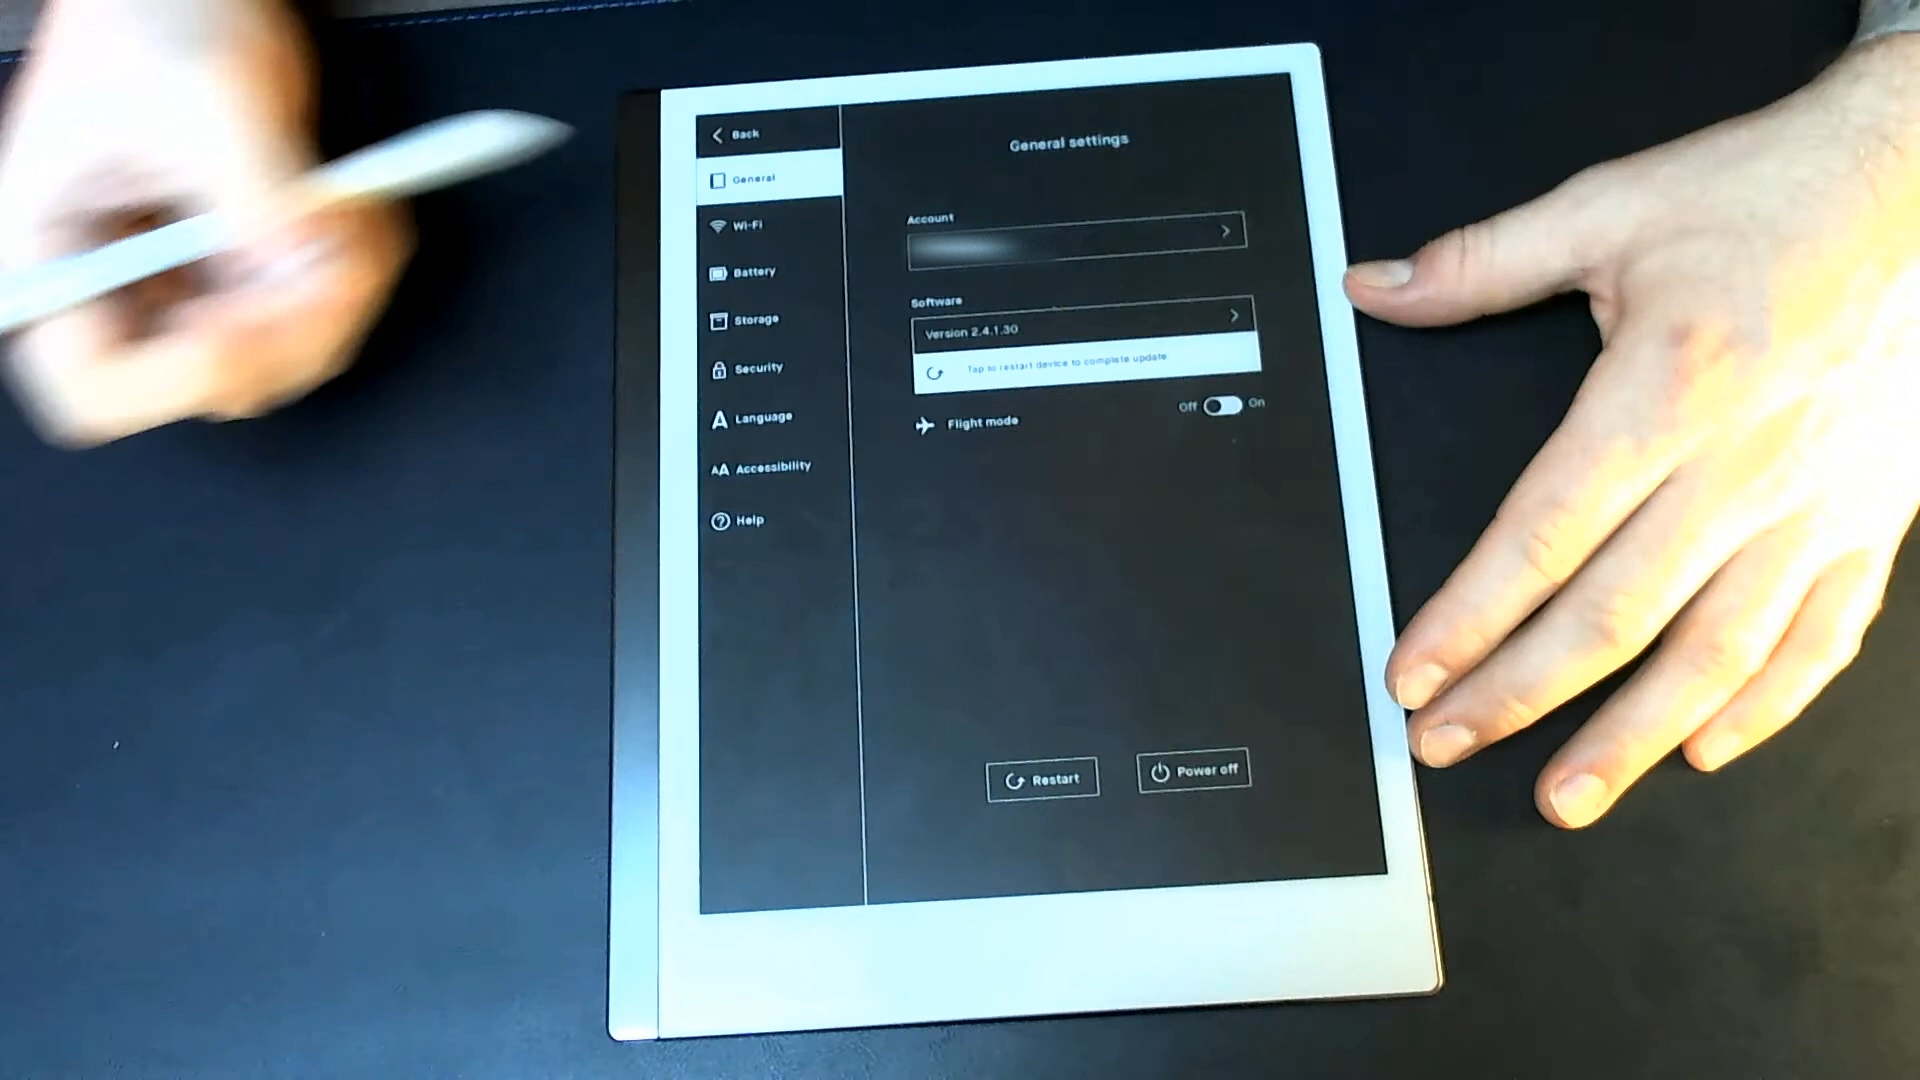 Back
General
Wi-Fi
Battery
Storage
Security
Language
Accessibility
Help
General settings
Account
Software
Version 2.4.1.30
Tap to restart device to complete update
Flight mode
Off On
Restart
Power off